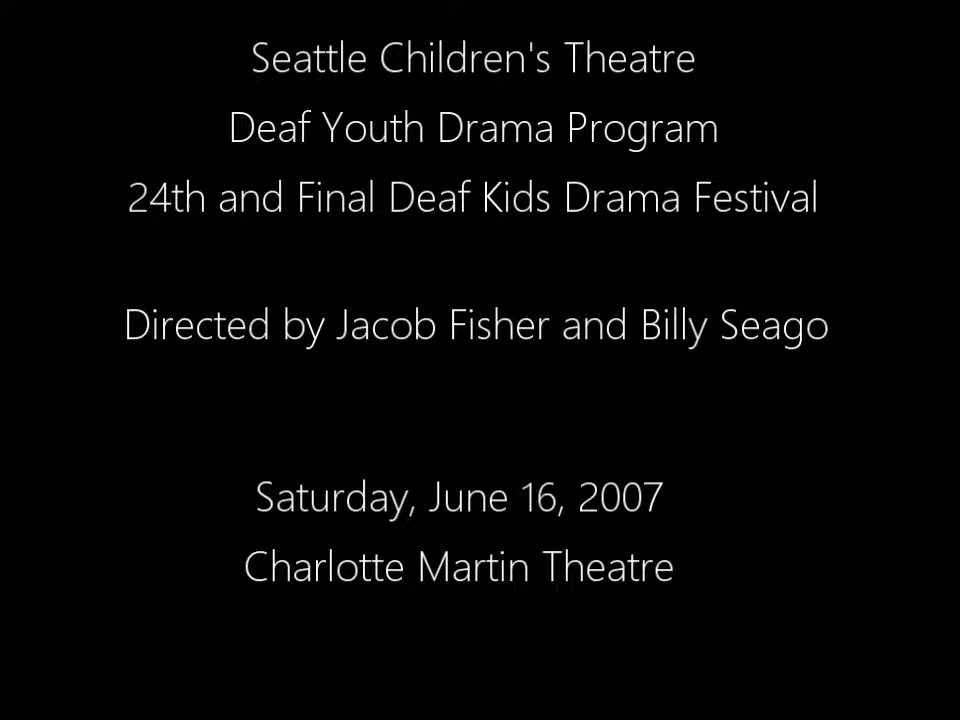 Seattle Children's Theatre
Deaf Youth Drama Program
24th and Final Deaf Kids Drama Festival
Directed by Jacob Fisher and Billy Seago
Saturday, June 16, 2007
Charlotte Martin Theatre